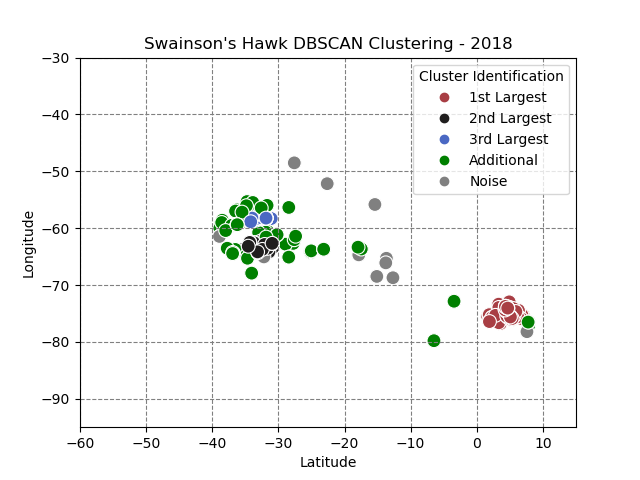 Swainson's Hawk DBSCAN Clustering - 2018
Cluster Identification
1st Largest
2nd Largest
3rd Largest
Additional
Noise
−30
−40
−50
−60
−70
−80
−90
Longitude
−60 −50 −40 −30 −20 −10 0 10
Latitude